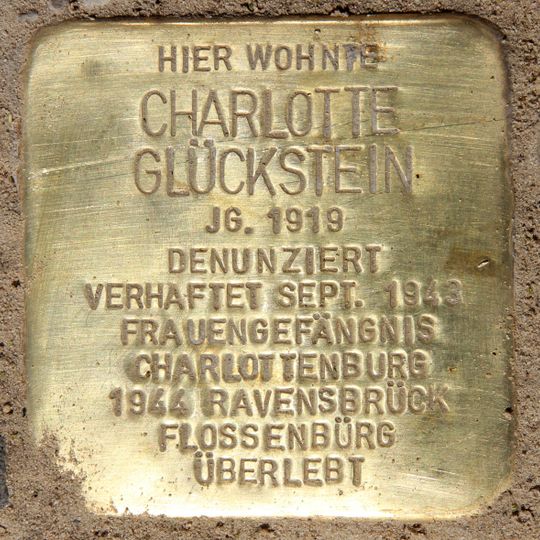 HIER WOHNTE
CHARLOTTE
GLÜCKSTEIN
JG. 1919
DENUNZIERT
VERHAFTET SEPT. 1943
FRAUENGEFÄNGNIS
CHARLOTTENBURG
1944 RAVENSBRÜCK
FLOSSENBÜRG
ÜBERLEBT